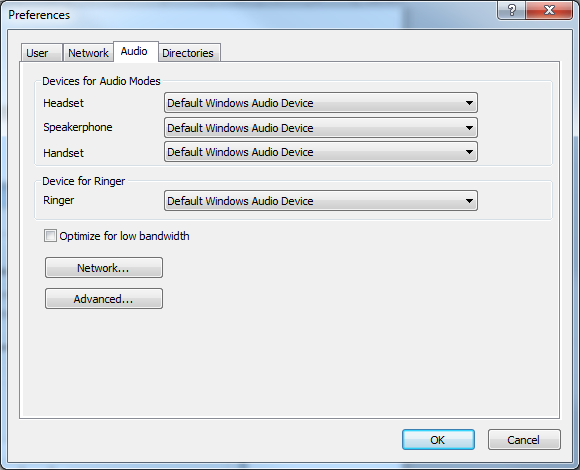 Preferences
?
User Network Audio Directories
Devices for Audio Modes
Headset Default Windows Audio Device
Speakerphone Default Windows Audio Device
Handset Default Windows Audio Device
Device for Ringer
Ringer Default Windows Audio Device
Optimize for low bandwidth
Network...
Advanced...
OK Cancel